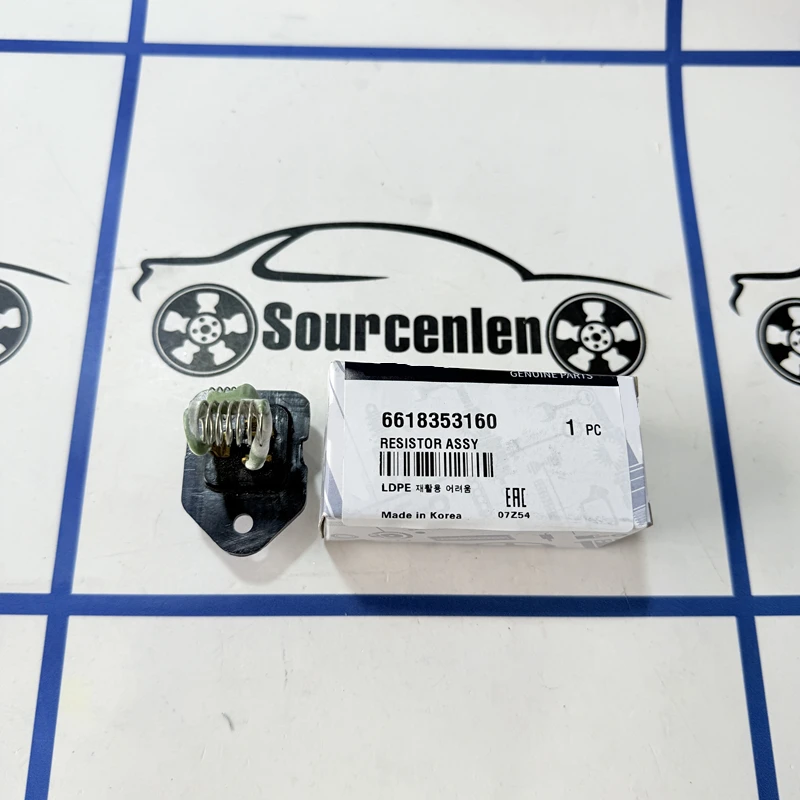 Sourcenlen
GENUINE PARTS
6618353160
1 PC
RESISTOR ASSY
LDPE 재활용 어려움
EAC
Made in Korea
07Z54